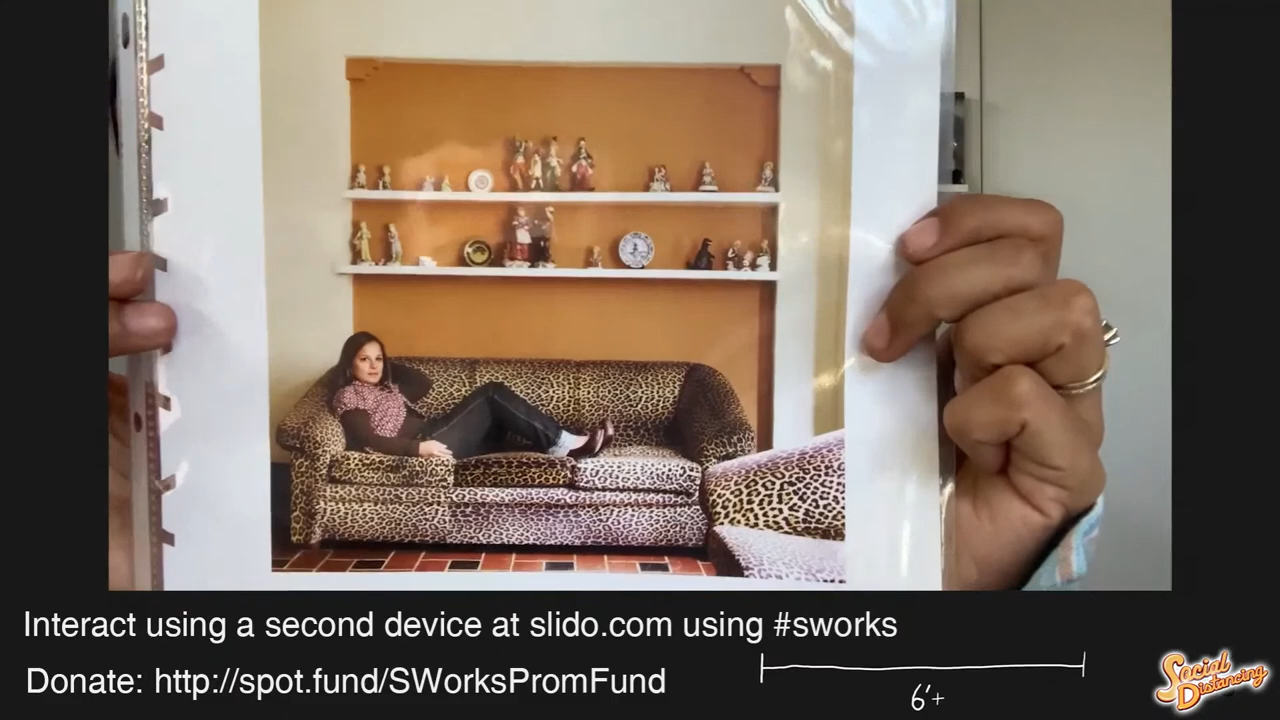 Interact using a second device at slido.com using #sworks
Donate: http://spot.fund/SWorksPromFund
6'+
Social
Distancing